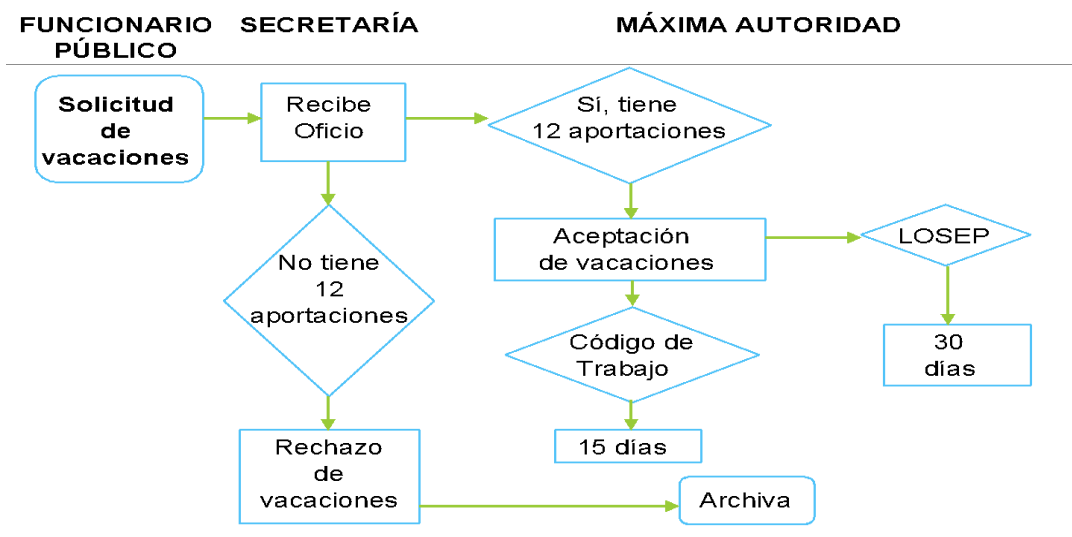 FUNCIONARIO
PÚBLICO
SECRETARÍA
MÁXIMA AUTORIDAD
Solicitud
de
vacaciones
Recibe
Oficio
Sí, tiene
12 aportaciones
No tiene
12
aportaciones
Aceptación
de vacaciones
LOSEP
Código de
Trabajo
30
días
15 días
Rechazo
de
vacaciones
Archiva